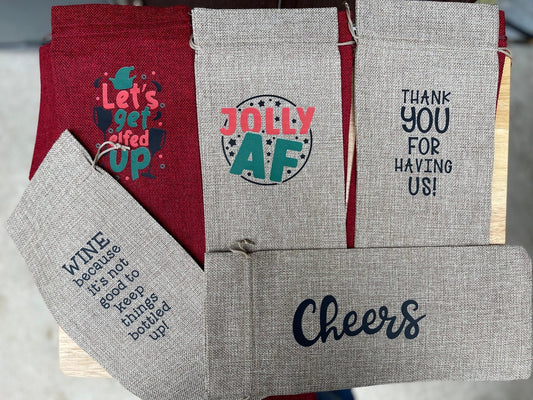 Let's
get
elfed
UP
JOLLY
AF
THANK
YOU
FOR
HAVING
US!
WINE
because
it's not
good to
keep
things
bottled
up!
Cheers